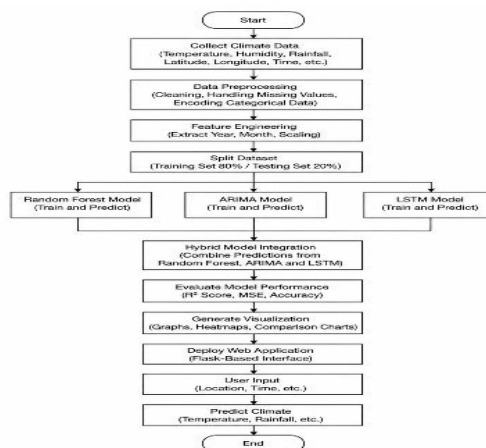 Start
Collect Climate Data
(Temperature, Humidity, Rainfall,
Latitude, Longitude, Time, etc.)
Data Preprocessing
(Cleaning, Handling Missing Values,
Encoding Categorical Data)
Feature Engineering
(Extract Year, Month, Scaling)
Split Dataset
(Training Set 80% / Testing Set 20%)
Random Forest Model
(Train and Predict)
ARIMA Model
(Train and Predict)
LSTM Model
(Train and Predict)
Hybrid Model Integration
(Combine Predictions from
Random Forest, ARIMA and LSTM)
Evaluate Model Performance
(R² Score, MSE, Accuracy)
Generate Visualization
(Graphs, Heatmaps, Comparison Charts)
Deploy Web Application
(Flask-Based Interface)
User Input
(Location, Time, etc.)
Predict Climate
(Temperature, Rainfall, etc.)
End